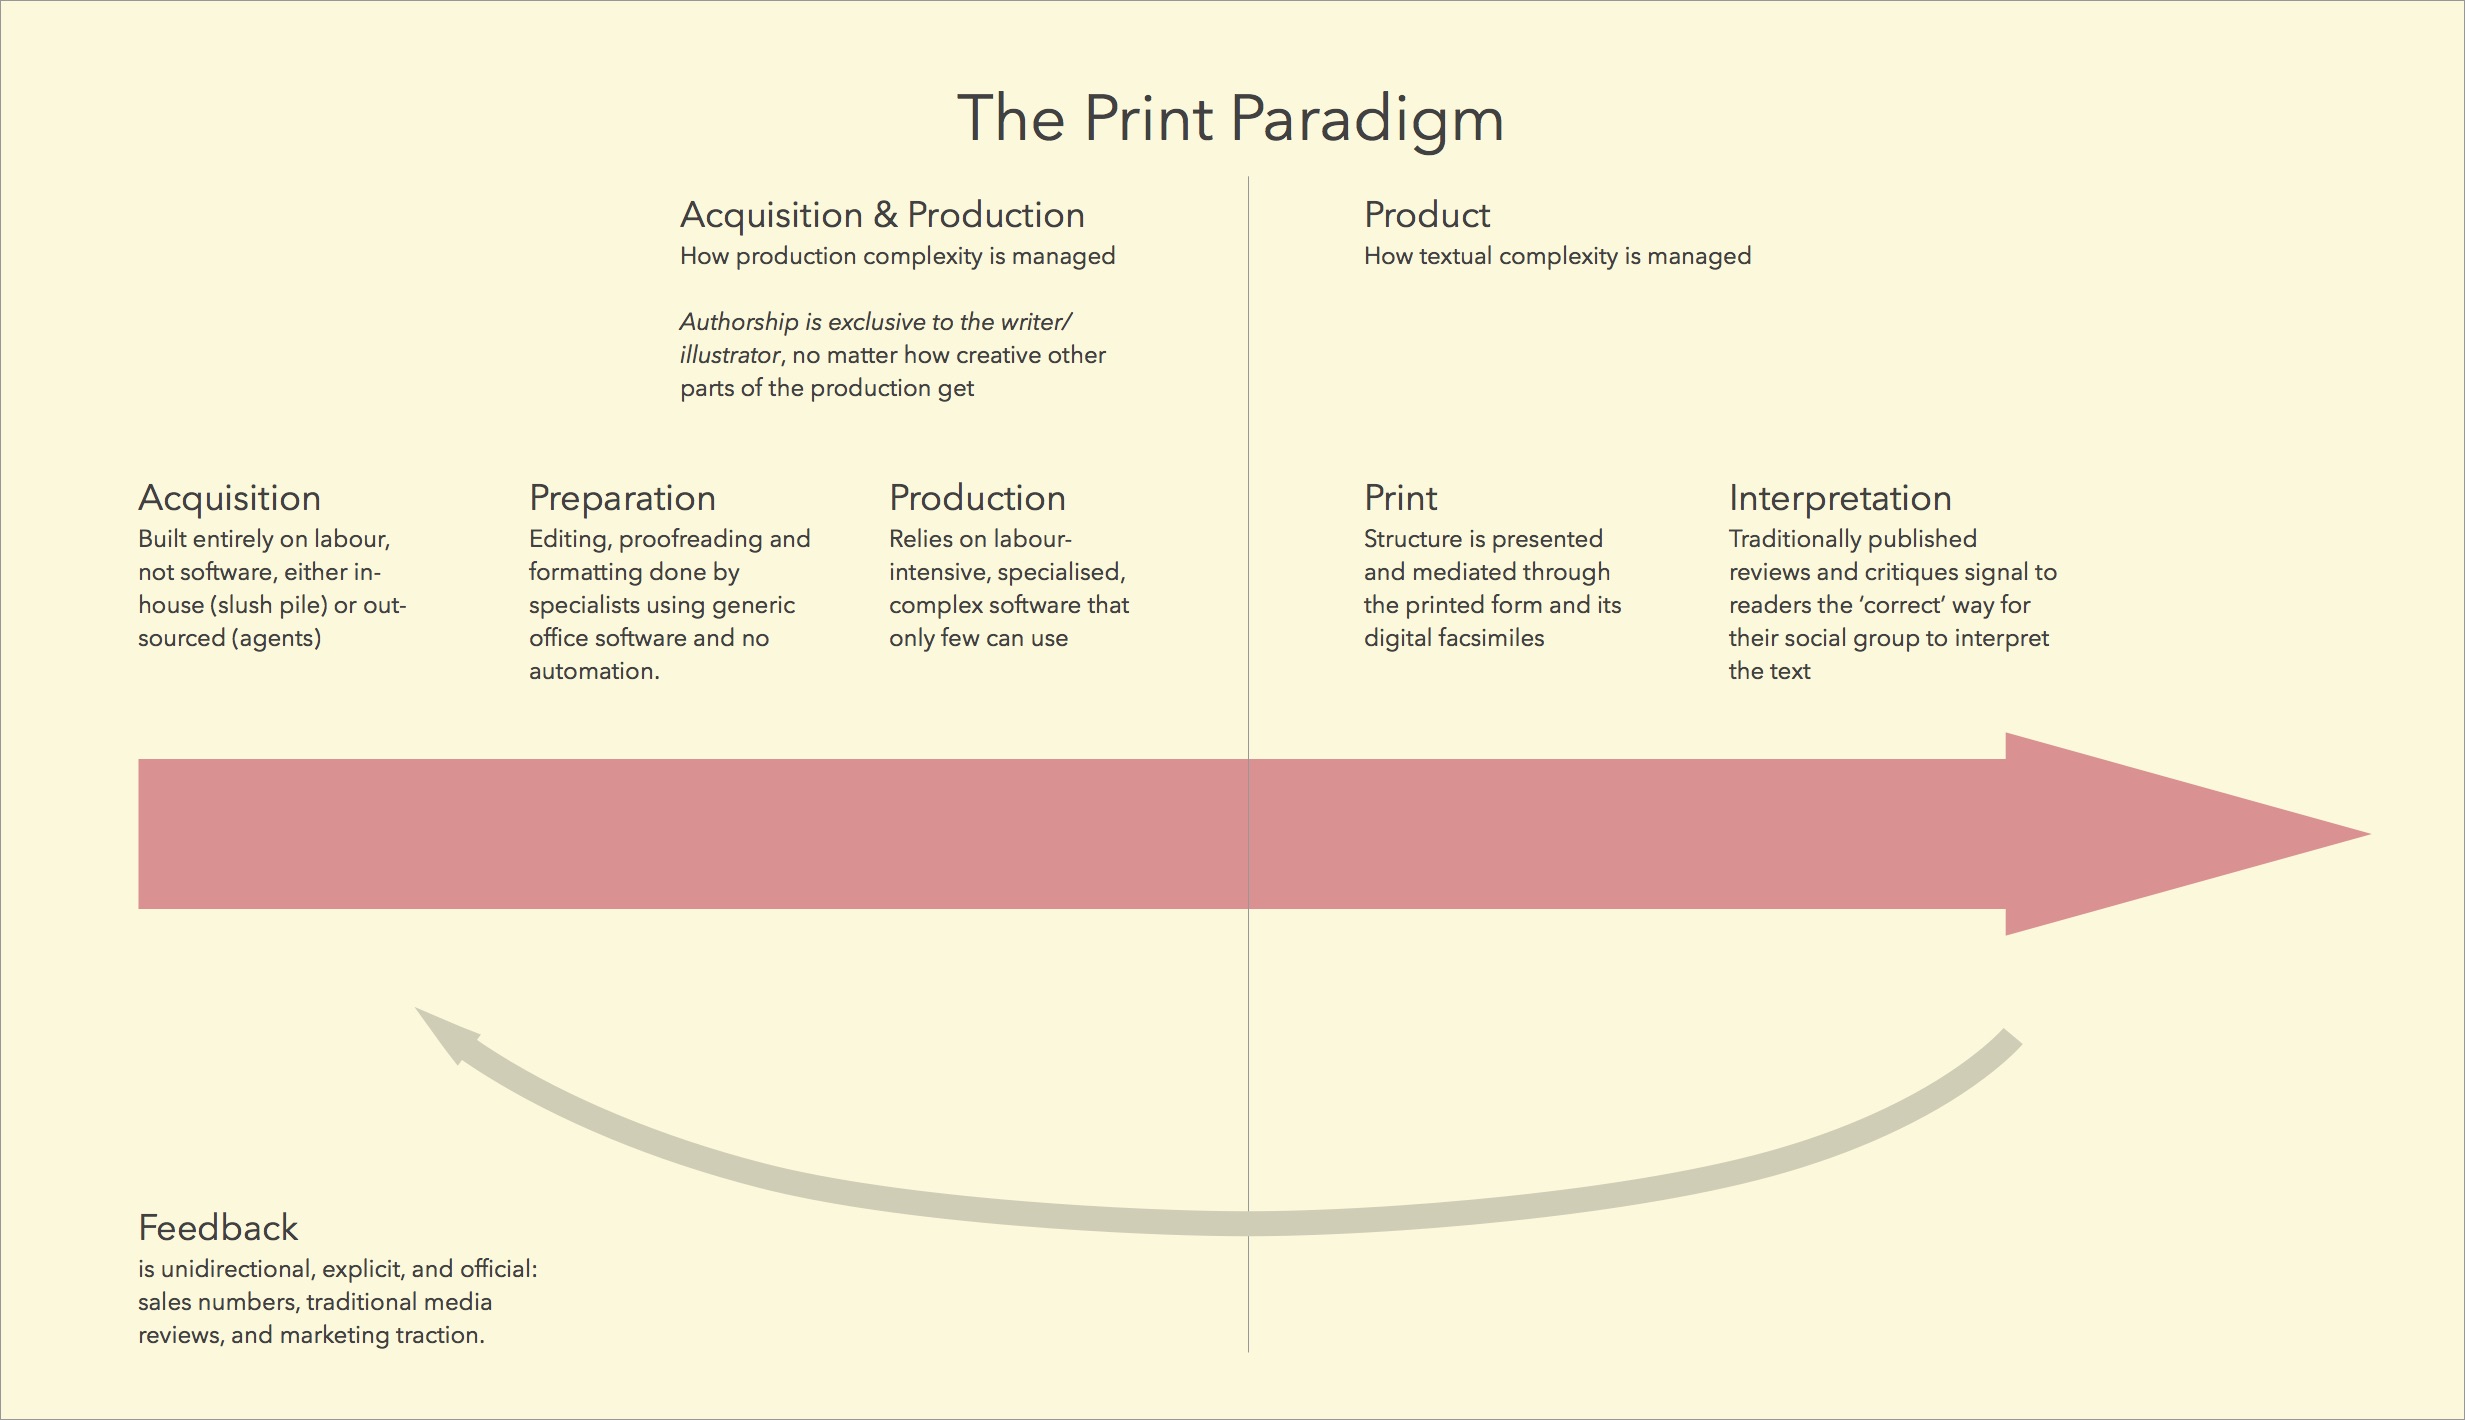 The Print Paradigm
Acquisition & Production
How production complexity is managed
Authorship is exclusive to the writer/
illustrator, no matter how creative other
parts of the production get
Product
How textual complexity is managed
Acquisition
Built entirely on labour,
not software, either in-
house (slush pile) or out-
sourced (agents)
Preparation
Editing, proofreading and
formatting done by
specialists using generic
office software and no
automation.
Production
Relies on labour-
intensive, specialised,
complex software that
only few can use
Print
Structure is presented
and mediated through
the printed form and its
digital facsimiles
Interpretation
Traditionally published
reviews and critiques signal to
readers the ‘correct’ way for
their social group to interpret
the text
Feedback
is unidirectional, explicit, and official:
sales numbers, traditional media
reviews, and marketing traction.